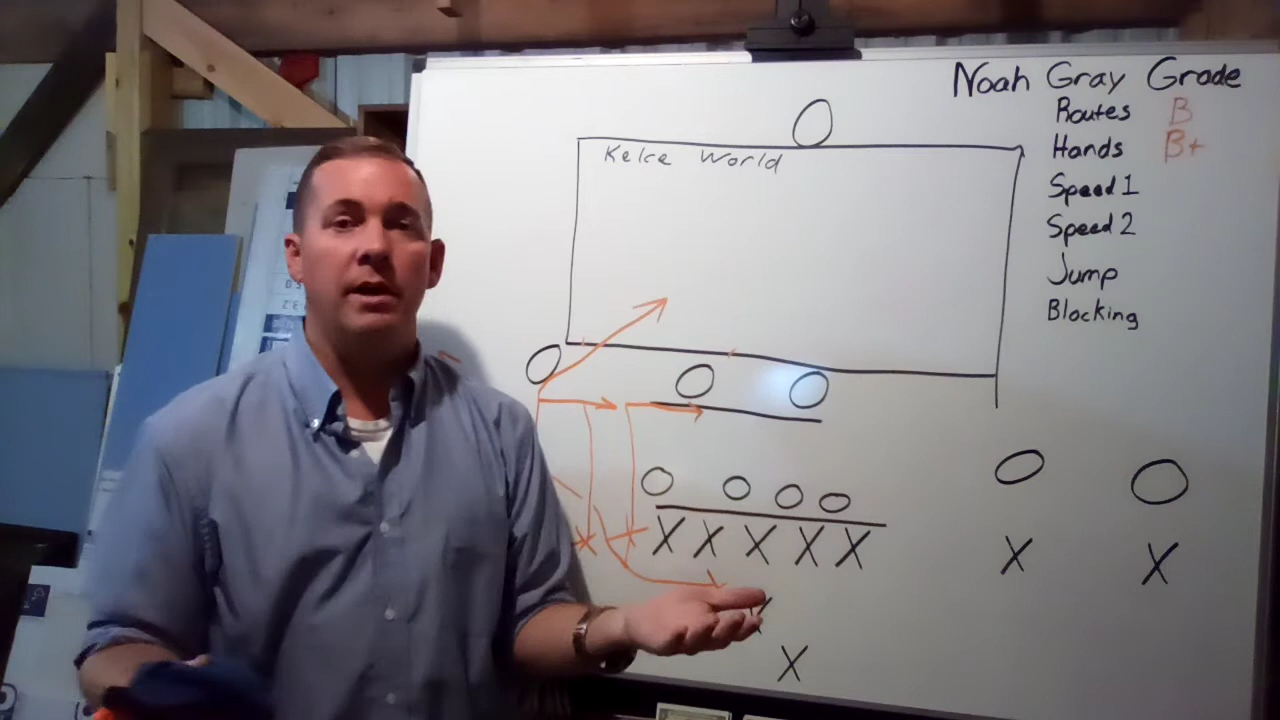 Noah Gray Grade
Routes B
Hands B+
Speed 1
Speed 2
Jump
Blocking
Kelce World
X X X X X X X
X X
X
X